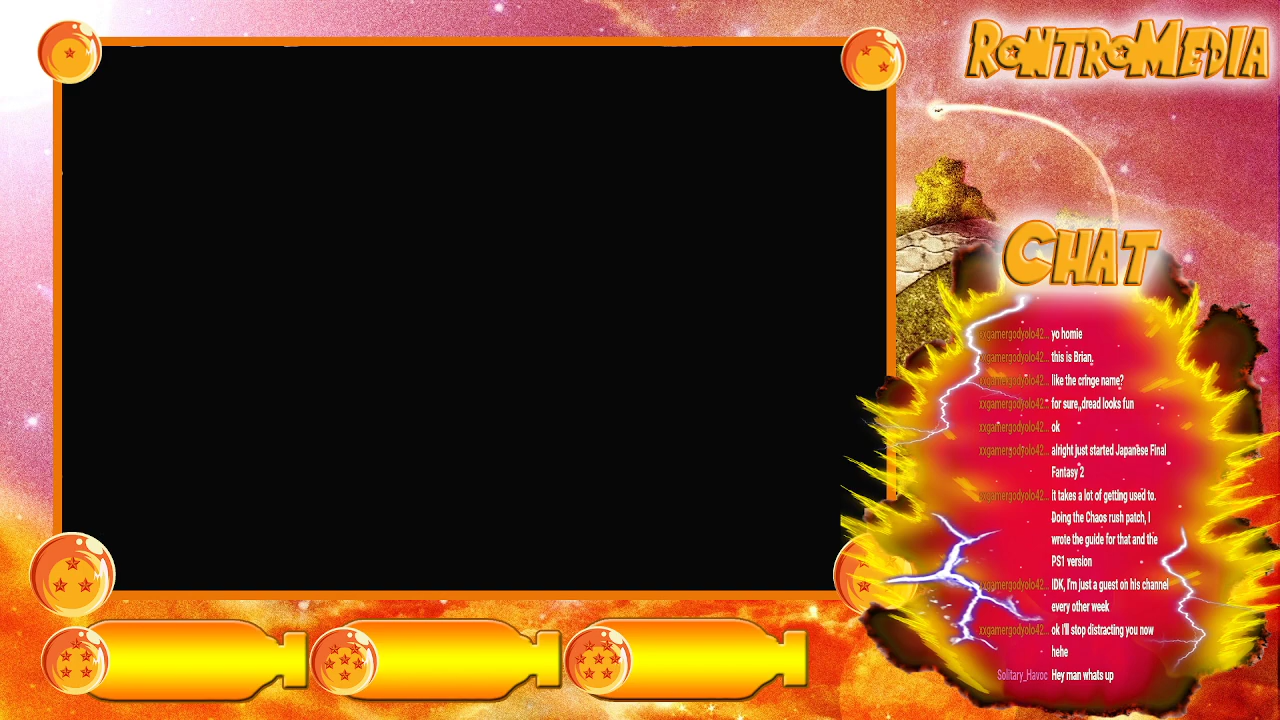 RONTROMEDIA
CHAT
xxgamergodyolo42... yo homie
xxgamergodyolo42... this is Brian.
xxgamergodyolo42... like the cringe name?
xxgamergodyolo42... for sure,,dread looks fun
xxgamergodyolo42... ok
xxgamergodyolo42... alright just started Japanese Final
Fantasy 2
xxgamergodyolo42... it takes a lot of getting used to.
Doing the Chaos rush patch, I
wrote the guide for that and the
PS1 version
xxgamergodyolo42... IDK, I'm just a guest on his channel
every other week
xxgamergodyolo42... ok I'll stop distracting you now
hehe
Solitary_Havoc Hey man whats up